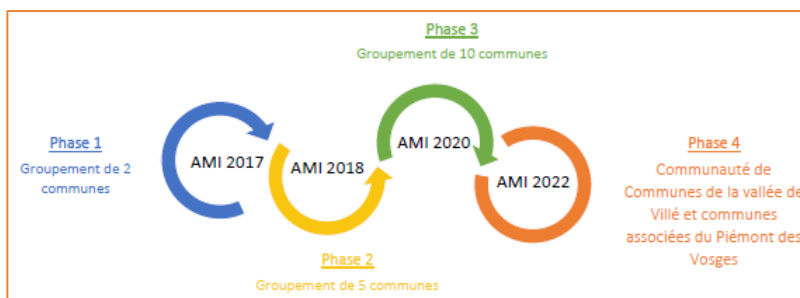 Phase 3
Groupement de 10 communes
Phase 1
Groupement de 2
communes
AMI 2017
AMI 2018
AMI 2020
AMI 2022
Phase 4
Communauté de
Communes de la vallée de
Villé et communes
associées du Piémont des
Vosges
Phase 2
Groupement de 5 communes